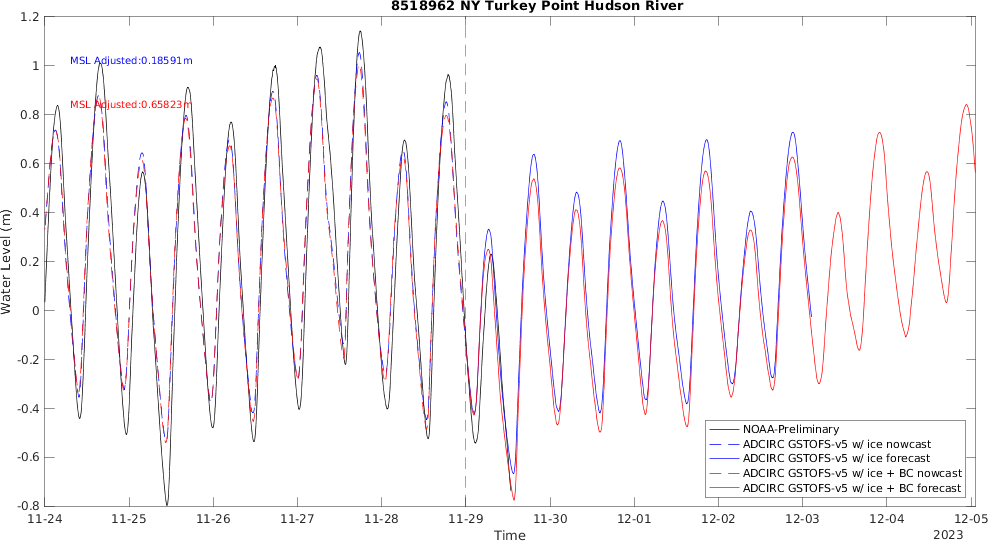 8518962 NY Turkey Point Hudson River
1.2
1
0.8
0.6
0.4
0.2
0
-0.2
-0.4
-0.6
-0.8
Water Level (m)
MSL Adjusted:0.18591m
MSL Adjusted:0.65823m
NOAA-Preliminary
ADCIRC GSTOFS-v5 w/ ice nowcast
ADCIRC GSTOFS-v5 w/ ice forecast
ADCIRC GSTOFS-v5 w/ ice + BC nowcast
ADCIRC GSTOFS-v5 w/ ice + BC forecast
11-24 11-25 11-26 11-27 11-28 11-29 11-30 12-01 12-02 12-03 12-04 12-05
Time
2023